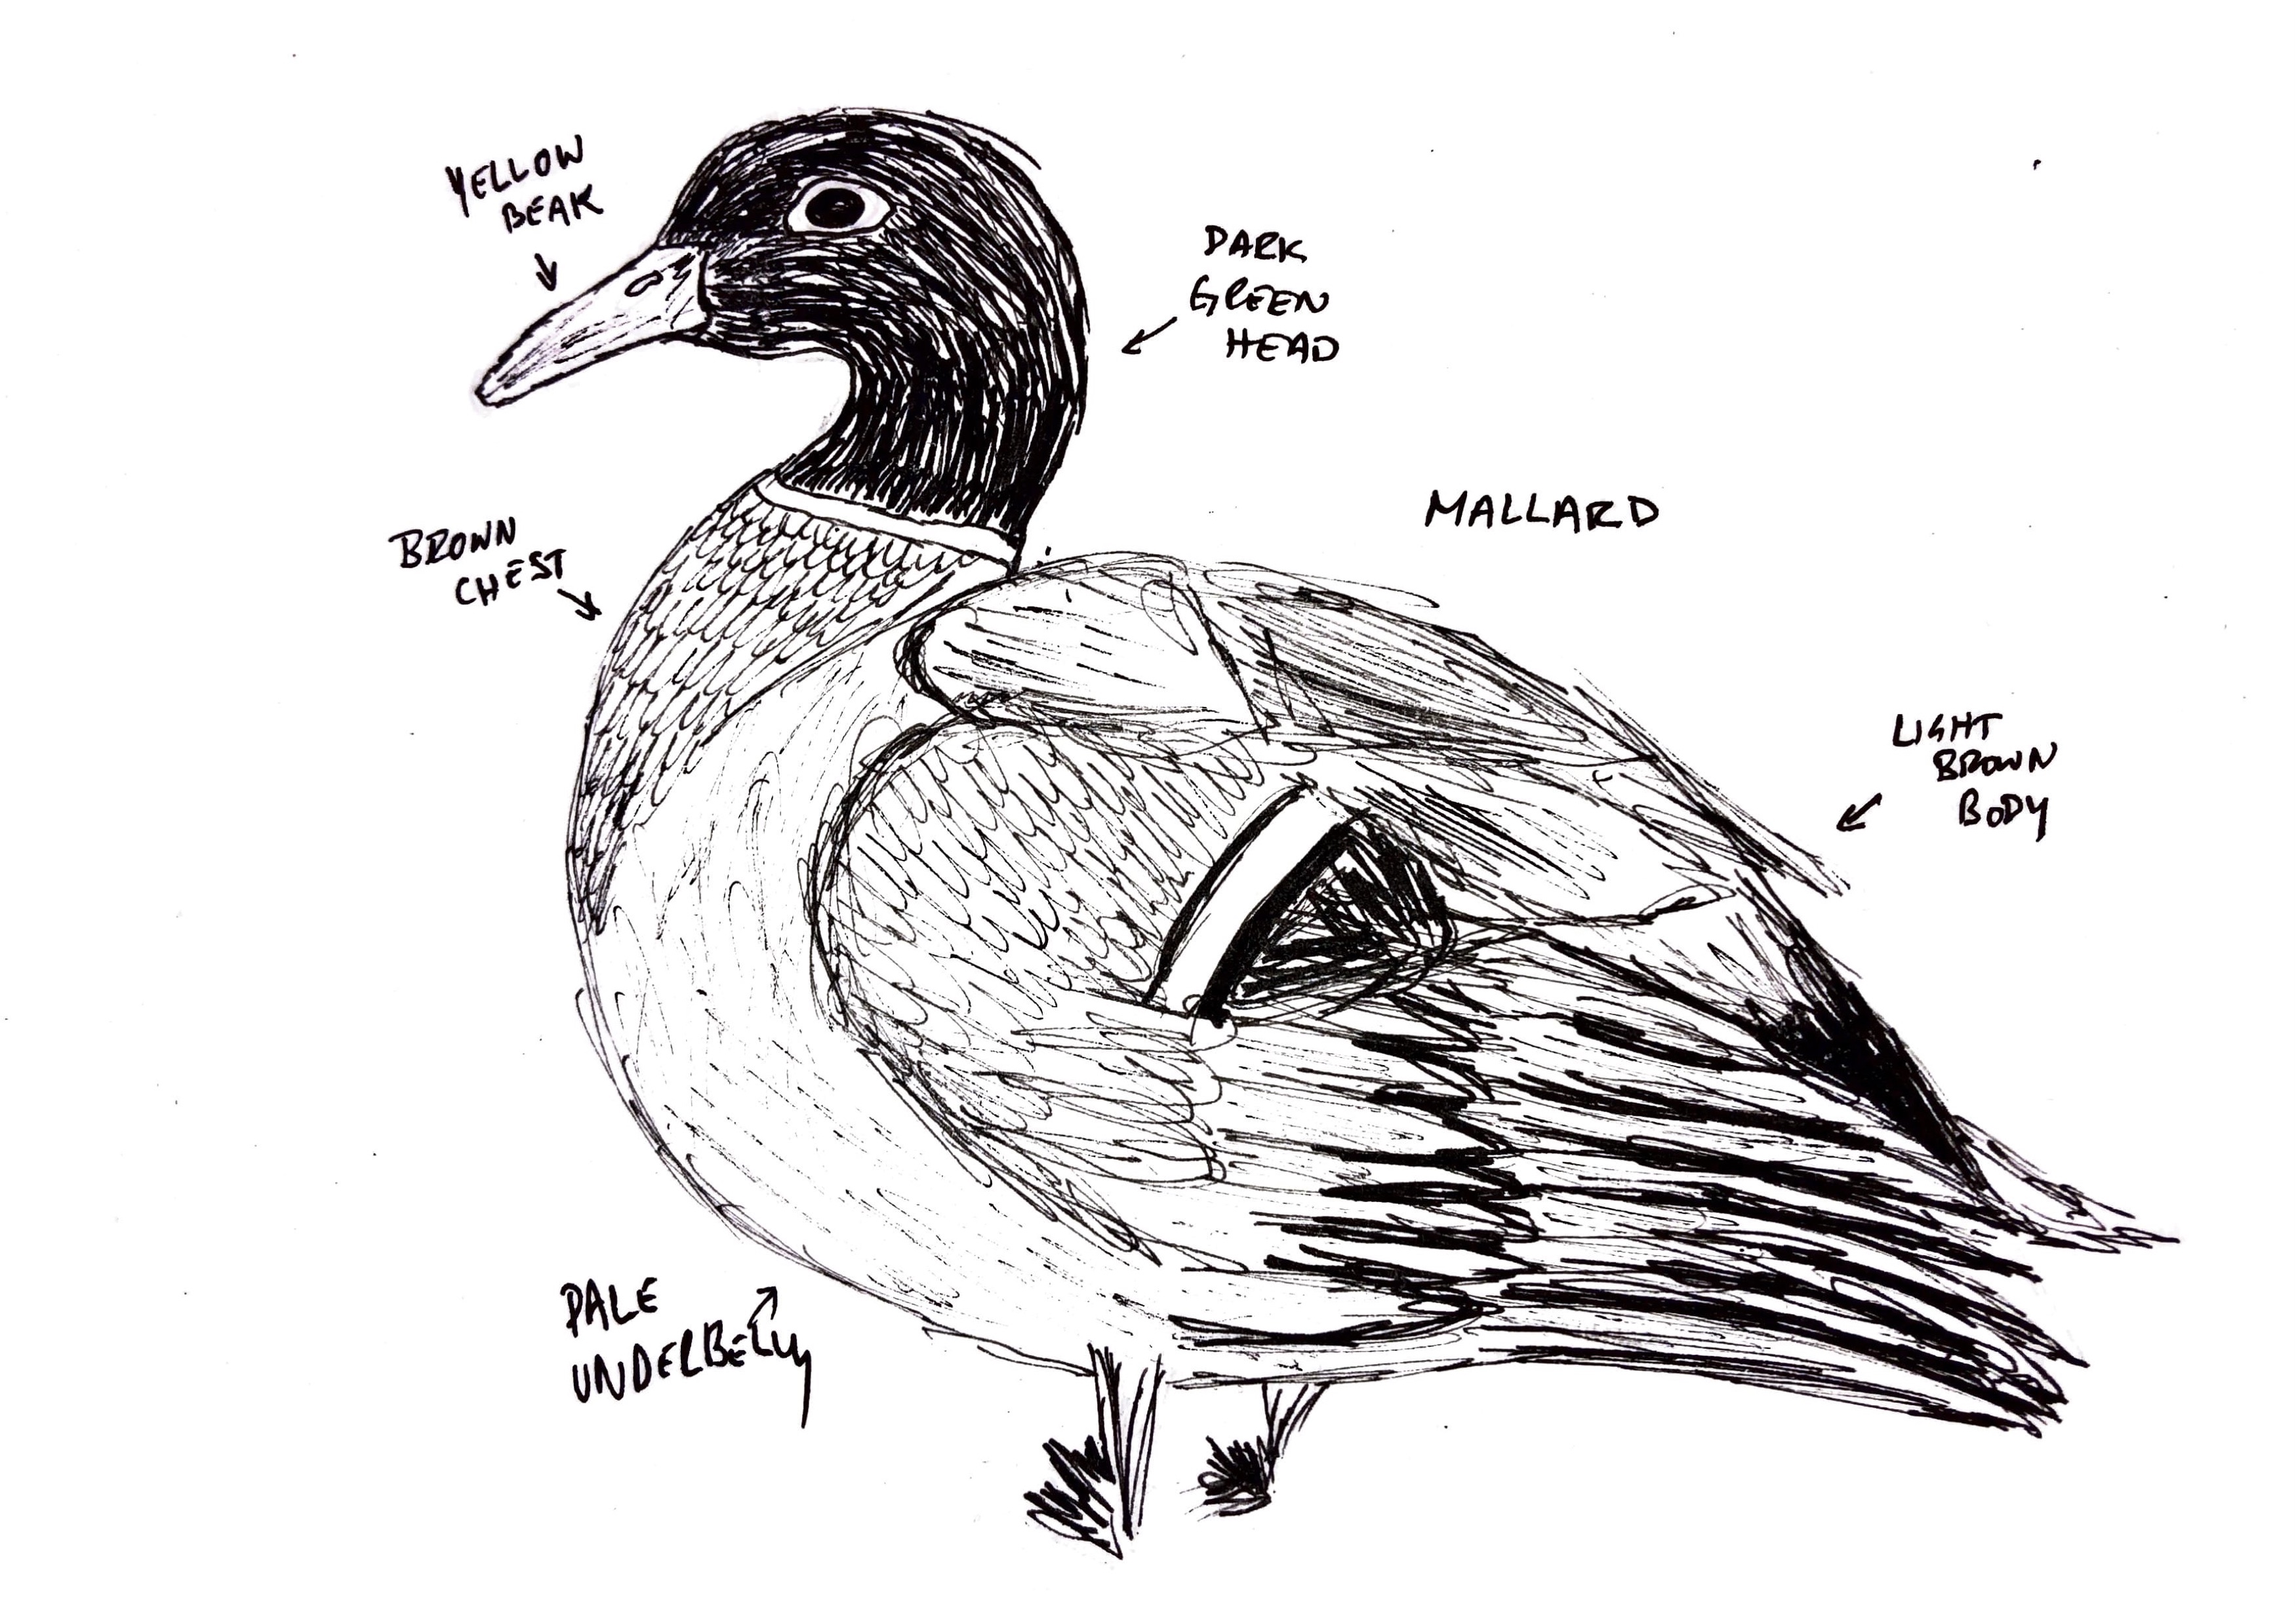 YELLOW
BEAK
DARK
GREEN
HEAD
MALLARD
BROWN
CHEST
LIGHT
BROWN
BODY
PALE
UNDERBELLY